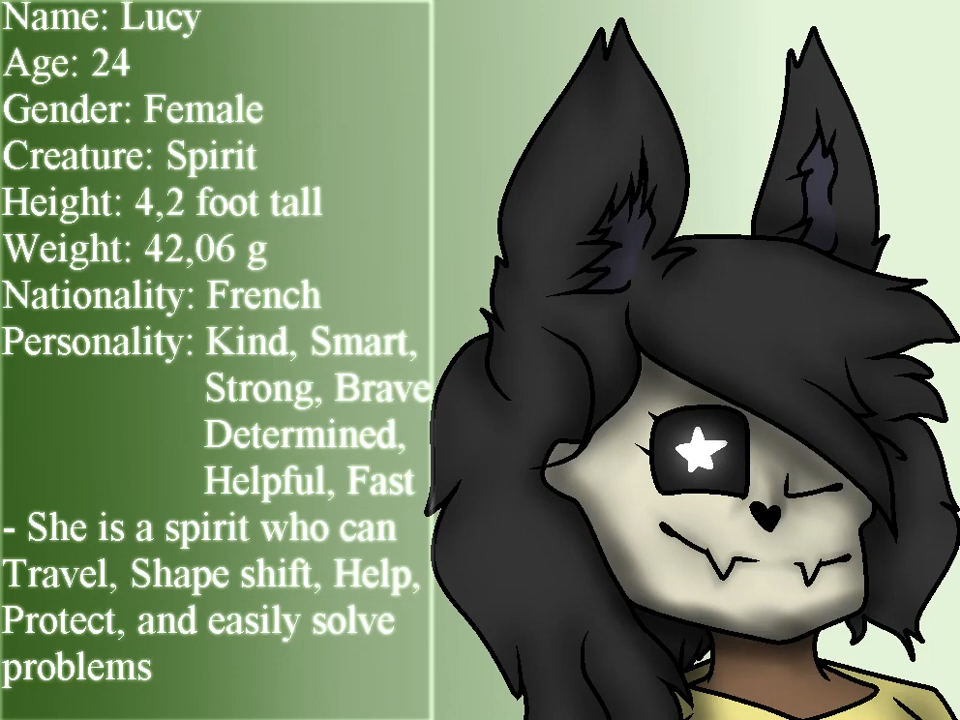 Name: Lucy
Age: 24
Gender: Female
Creature: Spirit
Height: 4,2 foot tall
Weight: 42,06 g
Nationality: French
Personality: Kind, Smart,
Strong, Brave
Determined,
Helpful, Fast
- She is a spirit who can
Travel, Shape shift, Help,
Protect, and easily solve
problems